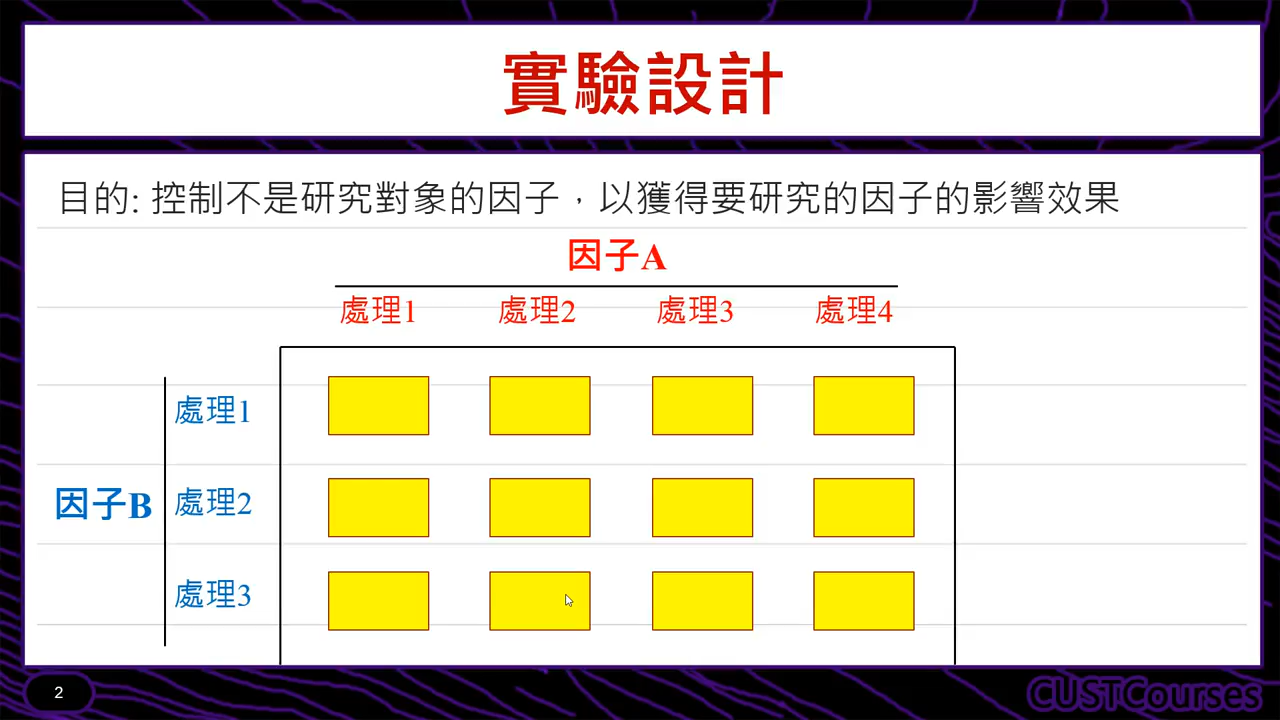 實驗設計
目的: 控制不是研究對象的因子，以獲得要研究的因子的影響效果
因子A
處理1 處理2 處理3 處理4
處理1
因子B 處理2
處理3
2
CUSTCourses